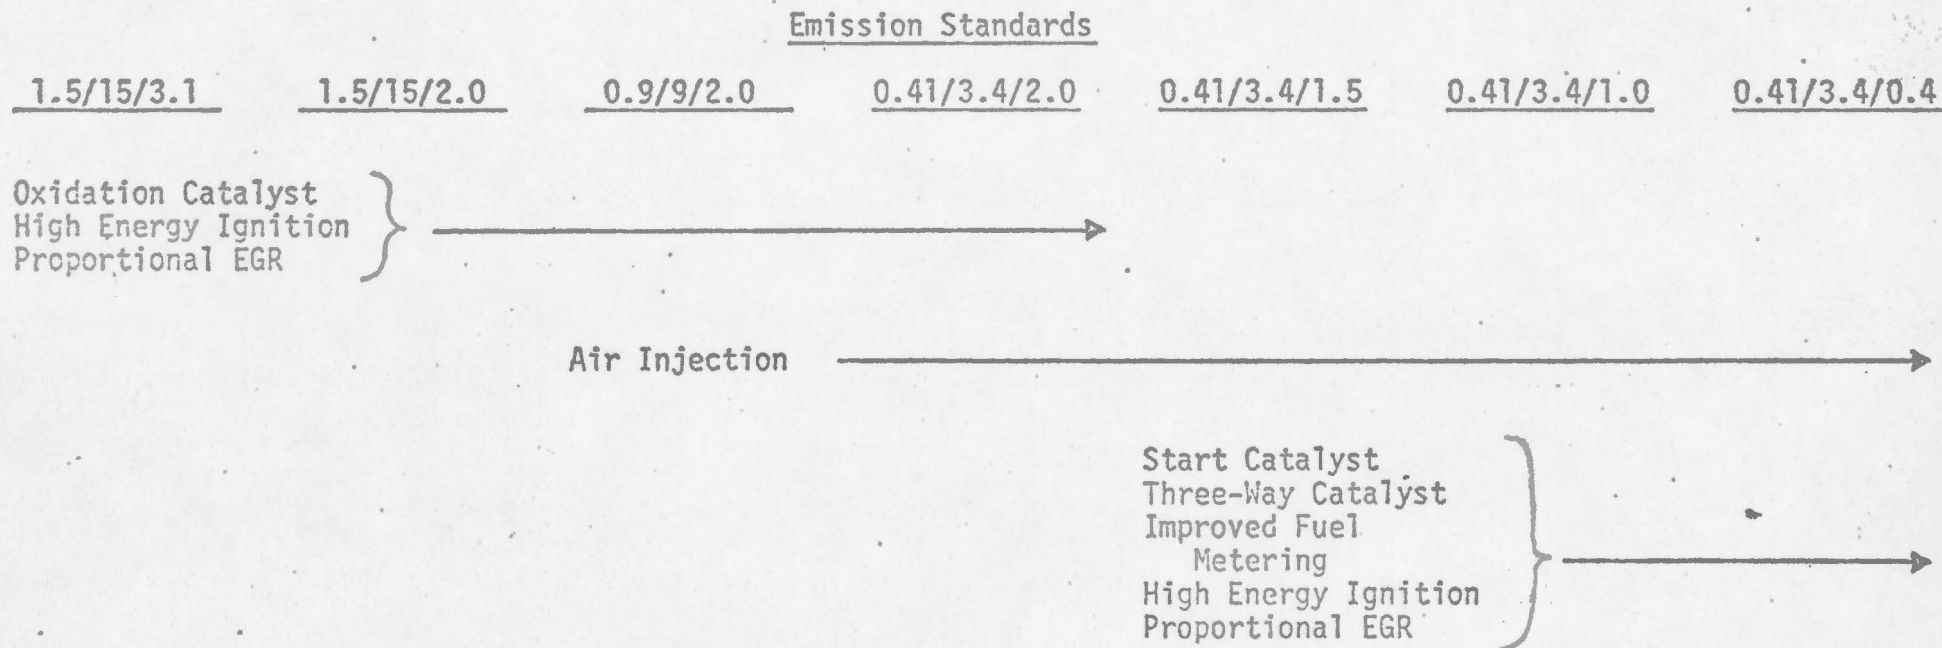 Emission Standards
1.5/15/3.1 1.5/15/2.0 0.9/9/2.0 0.41/3.4/2.0 0.41/3.4/1.5 0.41/3.4/1.0 0.41/3.4/0.4
Oxidation Catalyst
High Energy Ignition
Proportional EGR
Air Injection
Start Catalyst
Three-Way Catalyst
Improved Fuel
Metering
High Energy Ignition
Proportional EGR